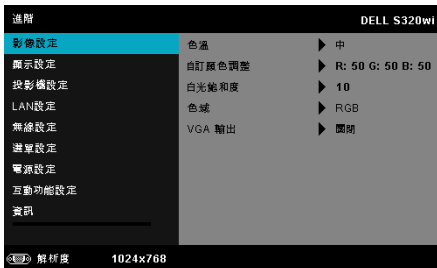 進階 DELL S320wi
影像設定 色溫 中
顯示設定 自訂顏色調整 R: 50 G: 50 B: 50
投影機設定 白光飽和度 10
LAN設定 色域 RGB
無線設定 VGA 輸出 關閉
選單設定
電源設定
互動功能設定
資訊
解析度 1024x768